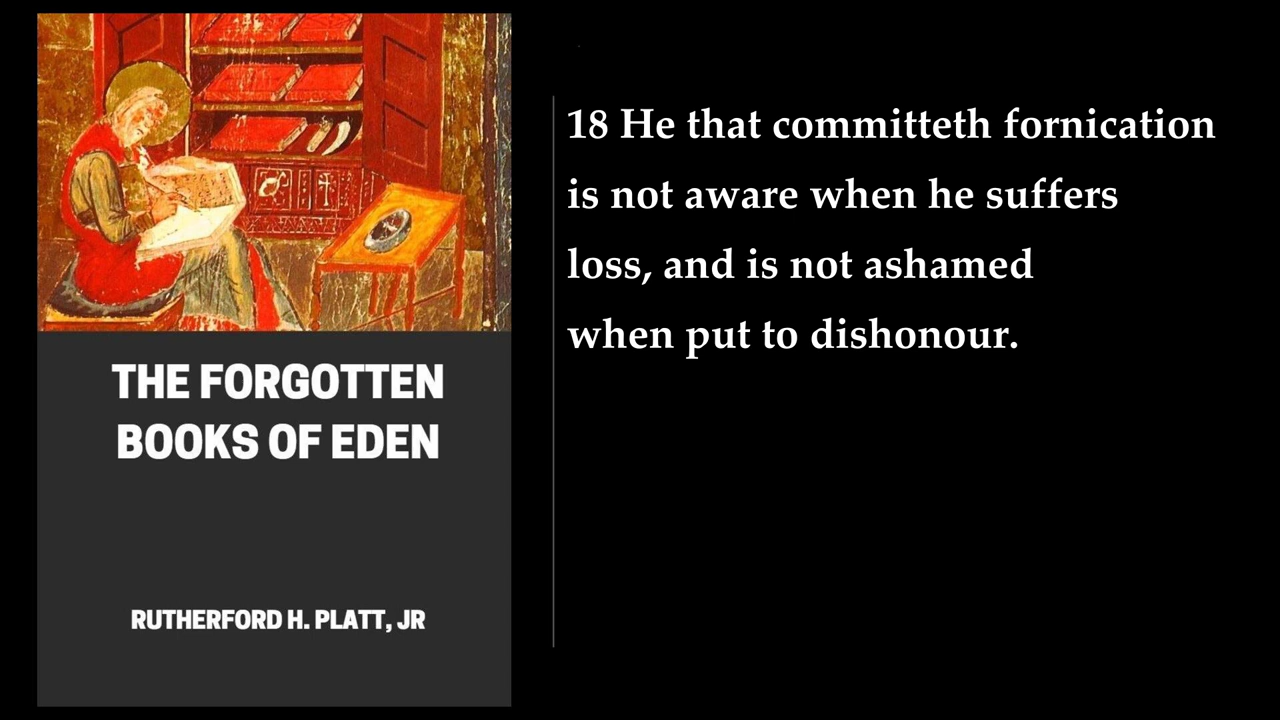 THE FORGOTTEN
BOOKS OF EDEN
RUTHERFORD H. PLATT, JR
18 He that committeth fornication
is not aware when he suffers
loss, and is not ashamed
when put to dishonour.